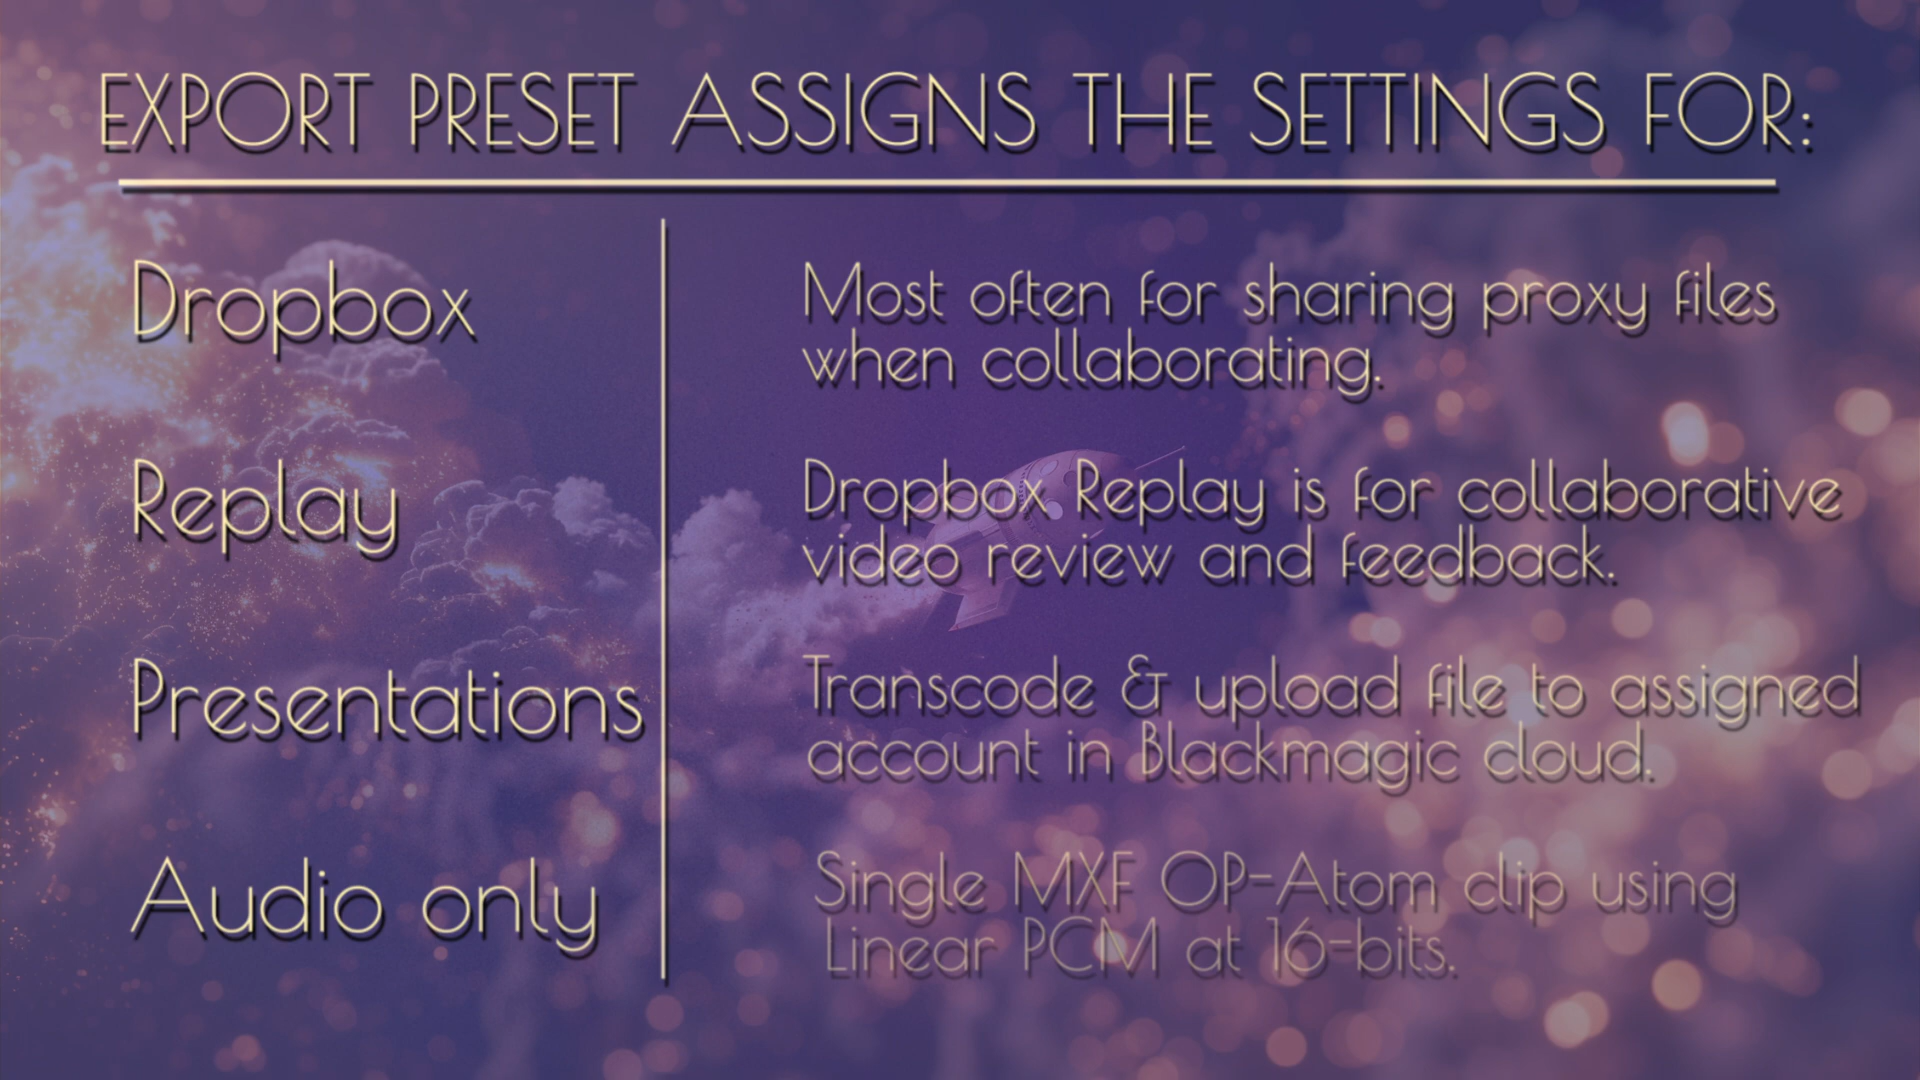 EXPORT PRESET ASSIGNS THE SETTINGS FOR:
Dropbox
Most often for sharing proxy files
when collaborating.
Replay
Dropbox Replay is for collaborative
video review and feedback.
Presentations
Transcode & upload file to assigned
account in Blackmagic cloud.
Audio only
Single MXF OP-Atom clip using
Linear PCM at 16-bits.